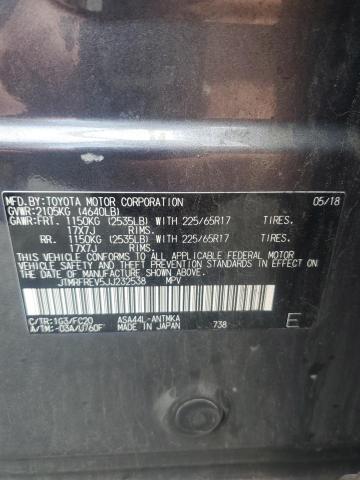 MFD. BY: TOYOTA MOTOR CORPORATION 05/18
GVWR: 2105KG (4640LB)
GAWR: FRT. 1150KG (2535LB) WITH 225/65R17 TIRES.
17X7J RIMS.
RR. 1150KG (2535LB) WITH 225/65R17 TIRES.
17X7J RIMS.
THIS VEHICLE CONFORMS TO ALL APPLICABLE FEDERAL MOTOR
VEHICLE SAFETY AND BUMPER STANDARDS IN EFFECT ON
THE DATE OF MANUFACTURE SHOWN ABOVE.
JTMRFREV5JJ232538 MPV
C/TR: 1G3/FC20 ASA44L-ANTMKA E
A/TM: -03A/U760F MADE IN JAPAN 738